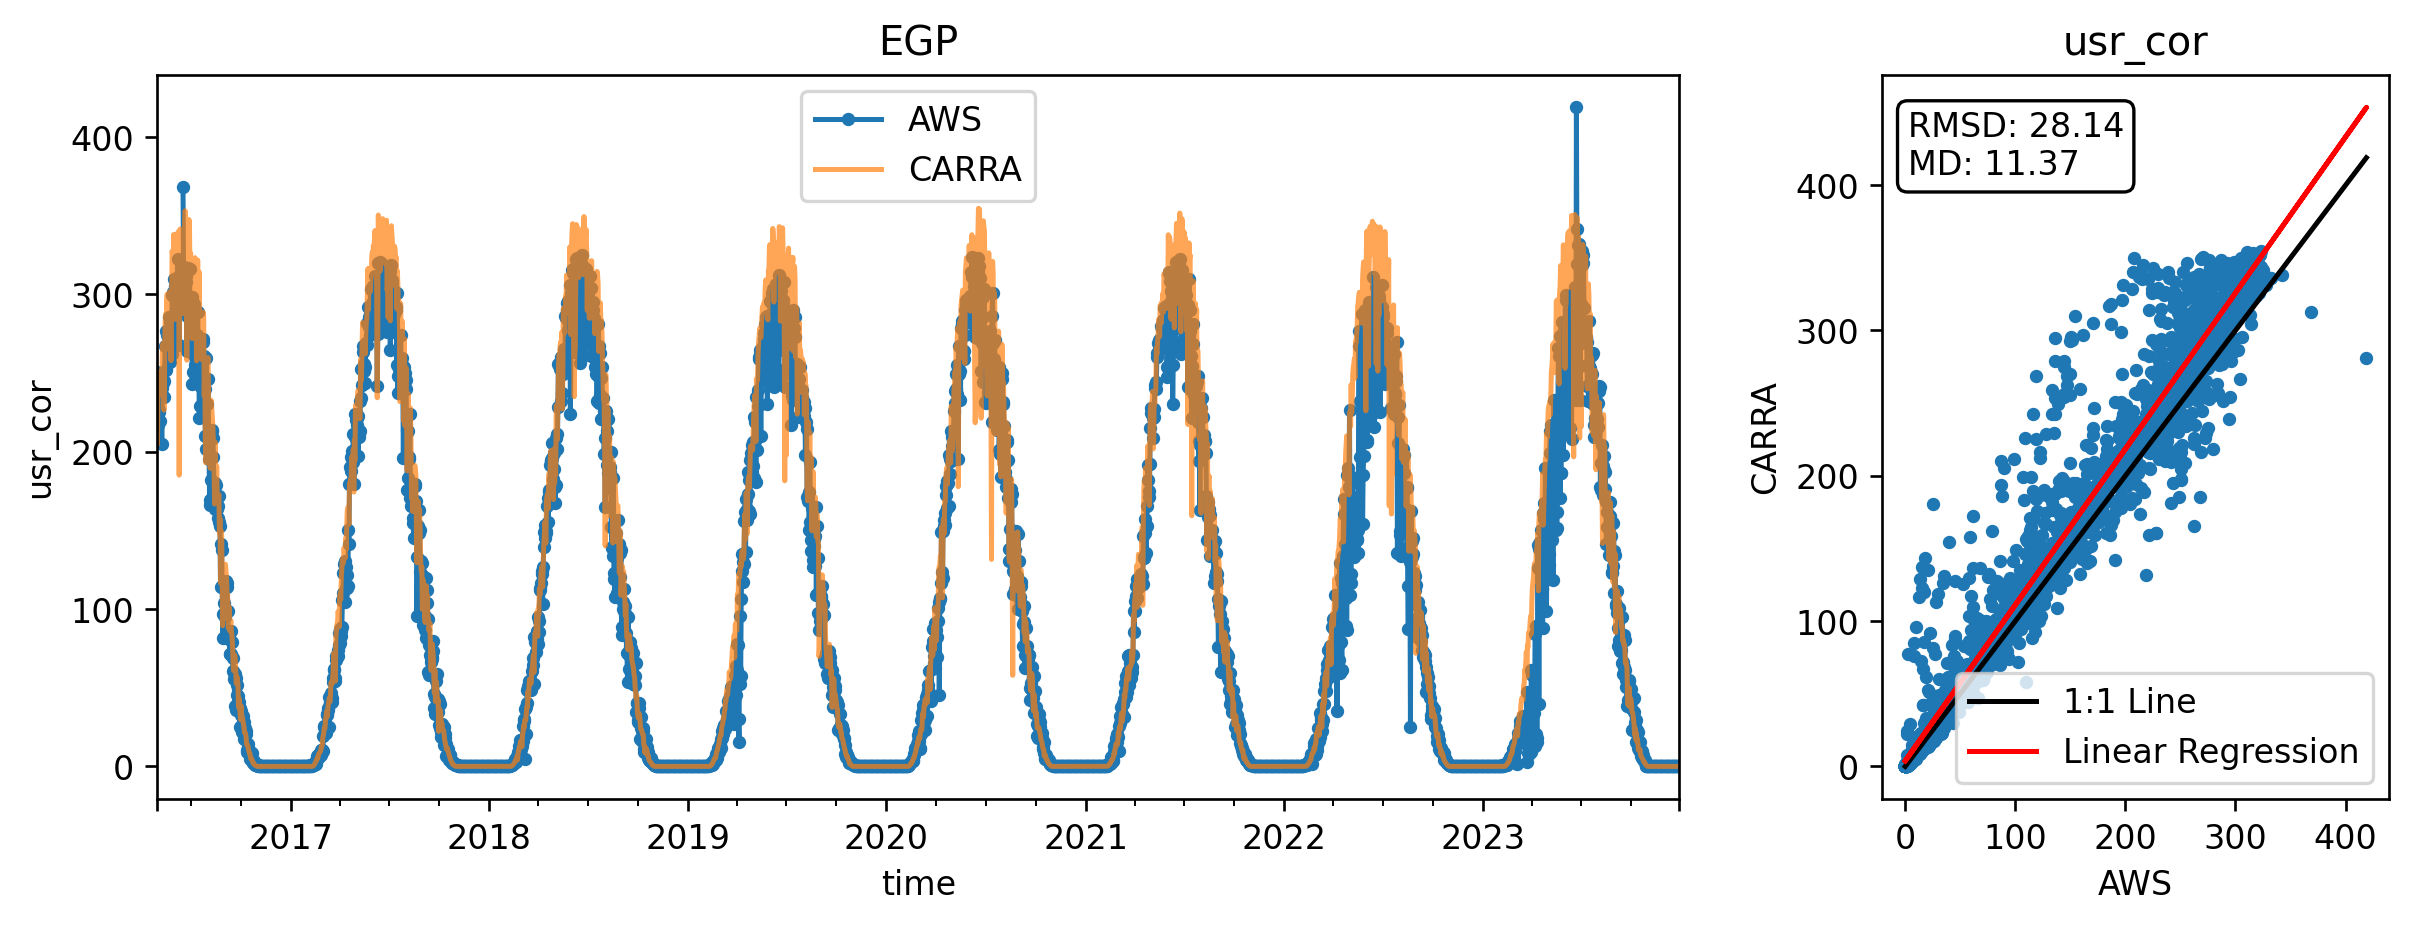 EGP
usr_cor
400
300
200
100
0
AWS
CARRA
2017
2018
2019
2020
2021
2022
2023
time
usr_cor
CARRA
400
300
200
100
0
RMSD: 28.14
MD: 11.37
1:1 Line
Linear Regression
0 100 200 300 400
AWS